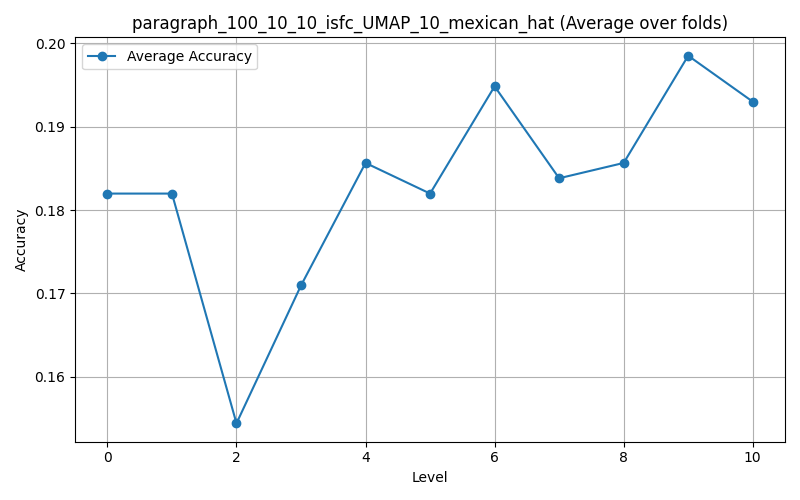 paragraph_100_10_10_isfc_UMAP_10_mexican_hat (Average over folds)
Average Accuracy
0.20
0.19
0.18
0.17
0.16
Accuracy
0 2 4 6 8 10
Level